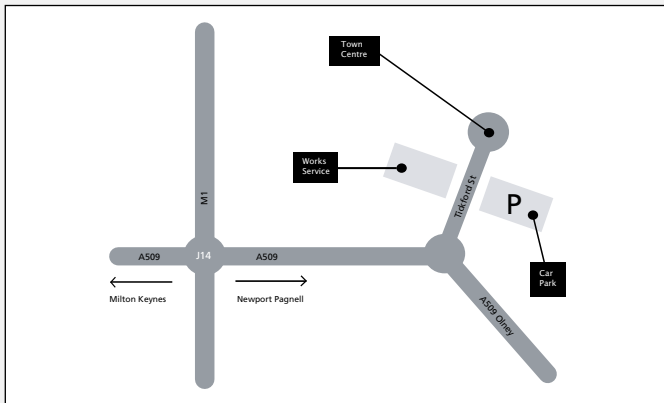 Town
Centre
Works
Service
M1
Tickford St
P
A509
J14
A509
Car
Park
Milton Keynes
Newport Pagnell
A509 Olney